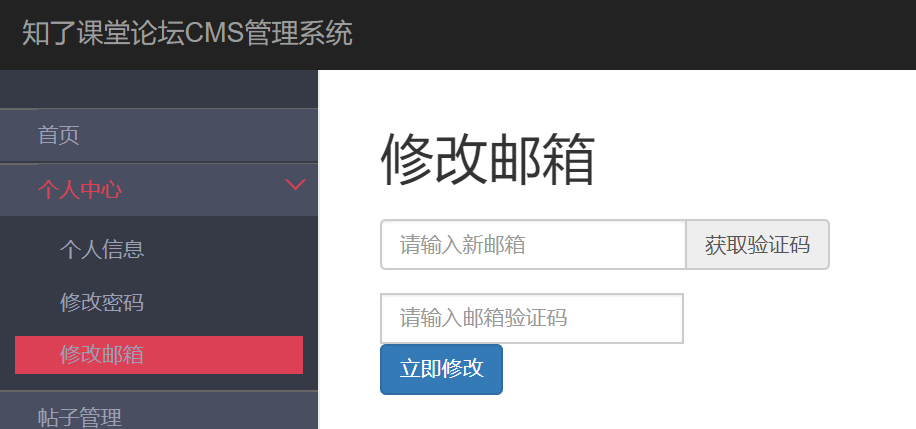 知了课堂论坛CMS管理系统
首页
个人中心
个人信息
修改密码
修改邮箱
帖子管理
修改邮箱
请输入新邮箱 获取验证码
请输入邮箱验证码
立即修改